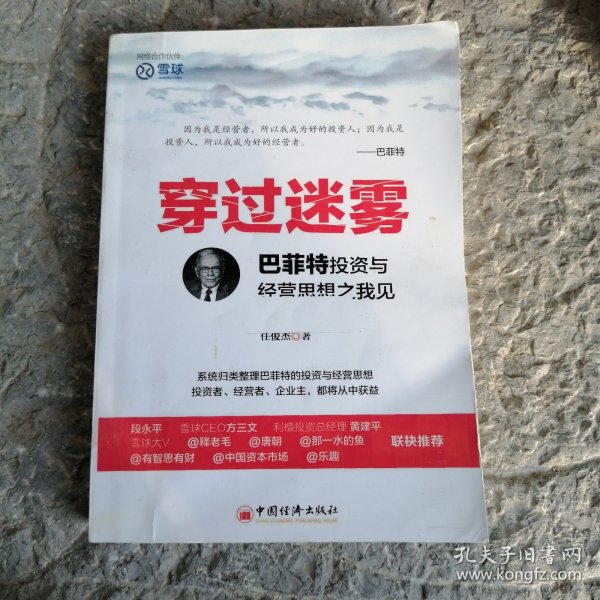 网络合作伙伴:
雪球
因为我是经营者，所以我成为好的投资人；因为我是
投资人，所以我成为好的经营者。
——巴菲特
穿过迷雾
巴菲特投资与
经营思想之我见
任俊杰 著
系统归类整理巴菲特的投资与经营思想
投资者、经营者、企业主，都将从中获益
段永平 雪球CEO方三文 利檀投资总经理 黄建平
雪球大V @释老毛 @唐朝 @那一水的鱼 联袂推荐
@有智思有财 @中国资本市场 @乐趣
中国经济出版社
孔夫子旧书网
www.kongfz.com